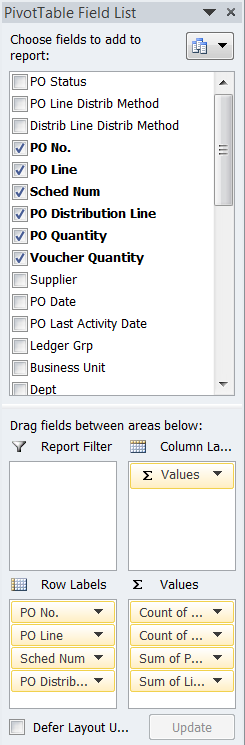 PivotTable Field List
Choose fields to add to
report:
PO Status
PO Line Distrib Method
Distrib Line Distrib Method
PO No.
PO Line
Sched Num
PO Distribution Line
PO Quantity
Voucher Quantity
Supplier
PO Date
PO Last Activity Date
Ledger Grp
Business Unit
Dept
Drag fields between areas below:
Report Filter
Column La...
Σ Values
Row Labels
Σ Values
PO No.
PO Line
Sched Num
PO Distrib...
Count of ...
Count of ...
Sum of P...
Sum of Li...
Defer Layout U...
Update